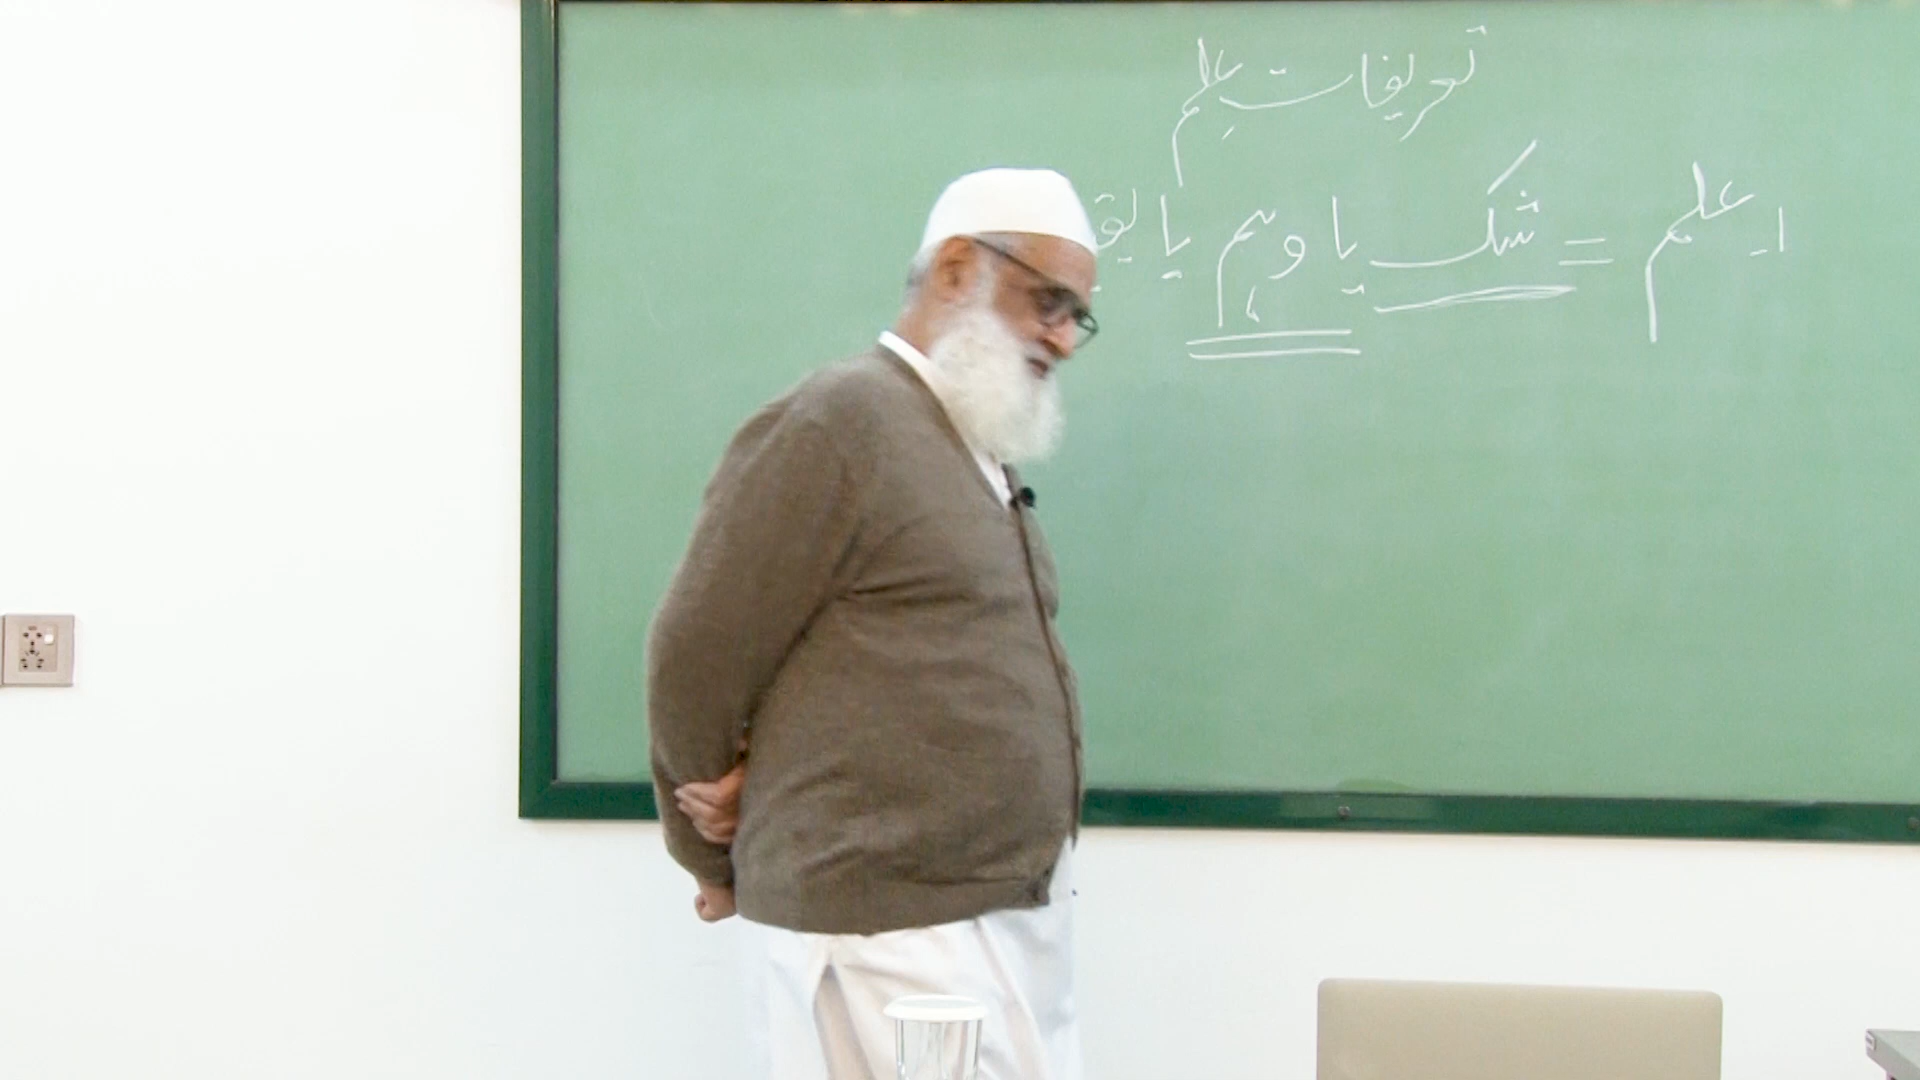 تعریفاتِ علم
۱۔ علم = شک یا وہم یا